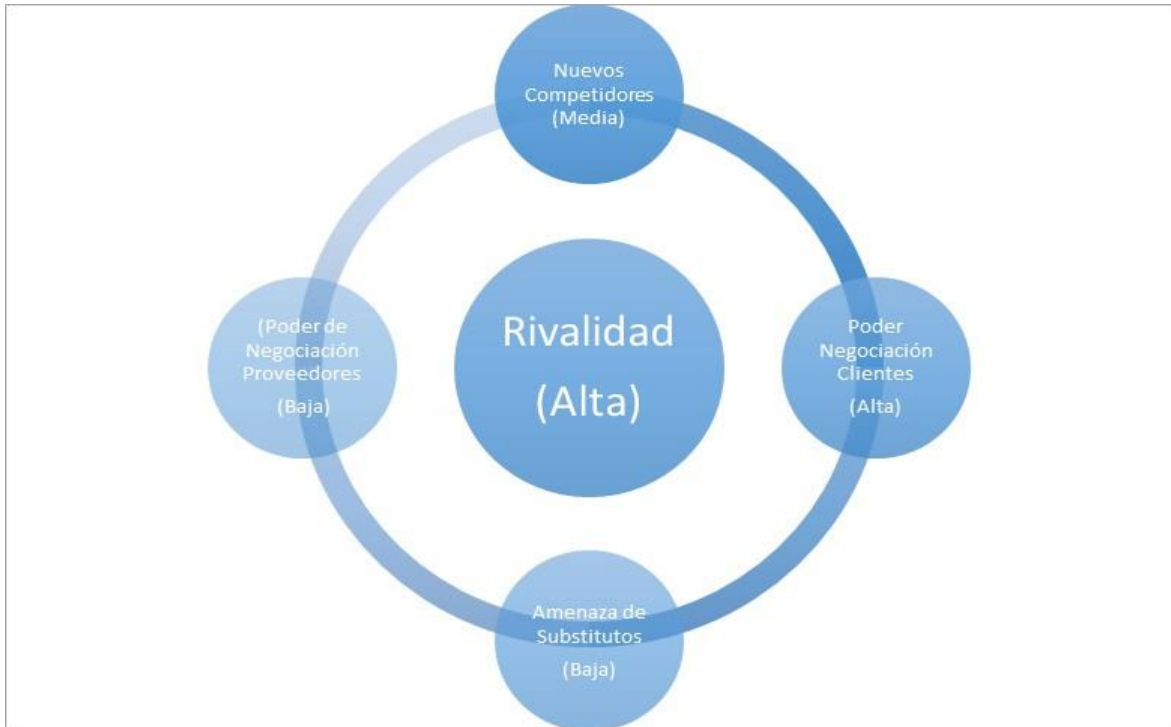 Nuevos
Competidores
(Media)
Rivalidad
(Alta)
(Poder de
Negociación
Proveedores
(Baja)
Poder
Negociación
Clientes
(Alta)
Amenaza de
Substitutos
(Baja)